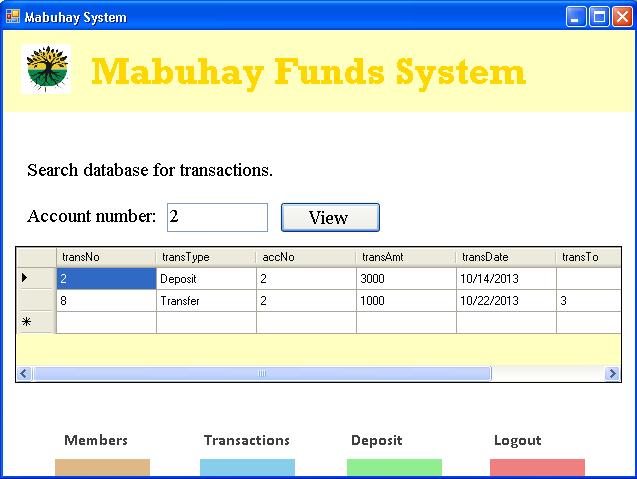 Mabuhay System
Mabuhay Funds System
Search database for transactions.
Account number: 2 View
transNo transType accNo transAmt transDate transTo
2 Deposit 2 3000 10/14/2013
8 Transfer 2 1000 10/22/2013 3
Members Transactions Deposit Logout